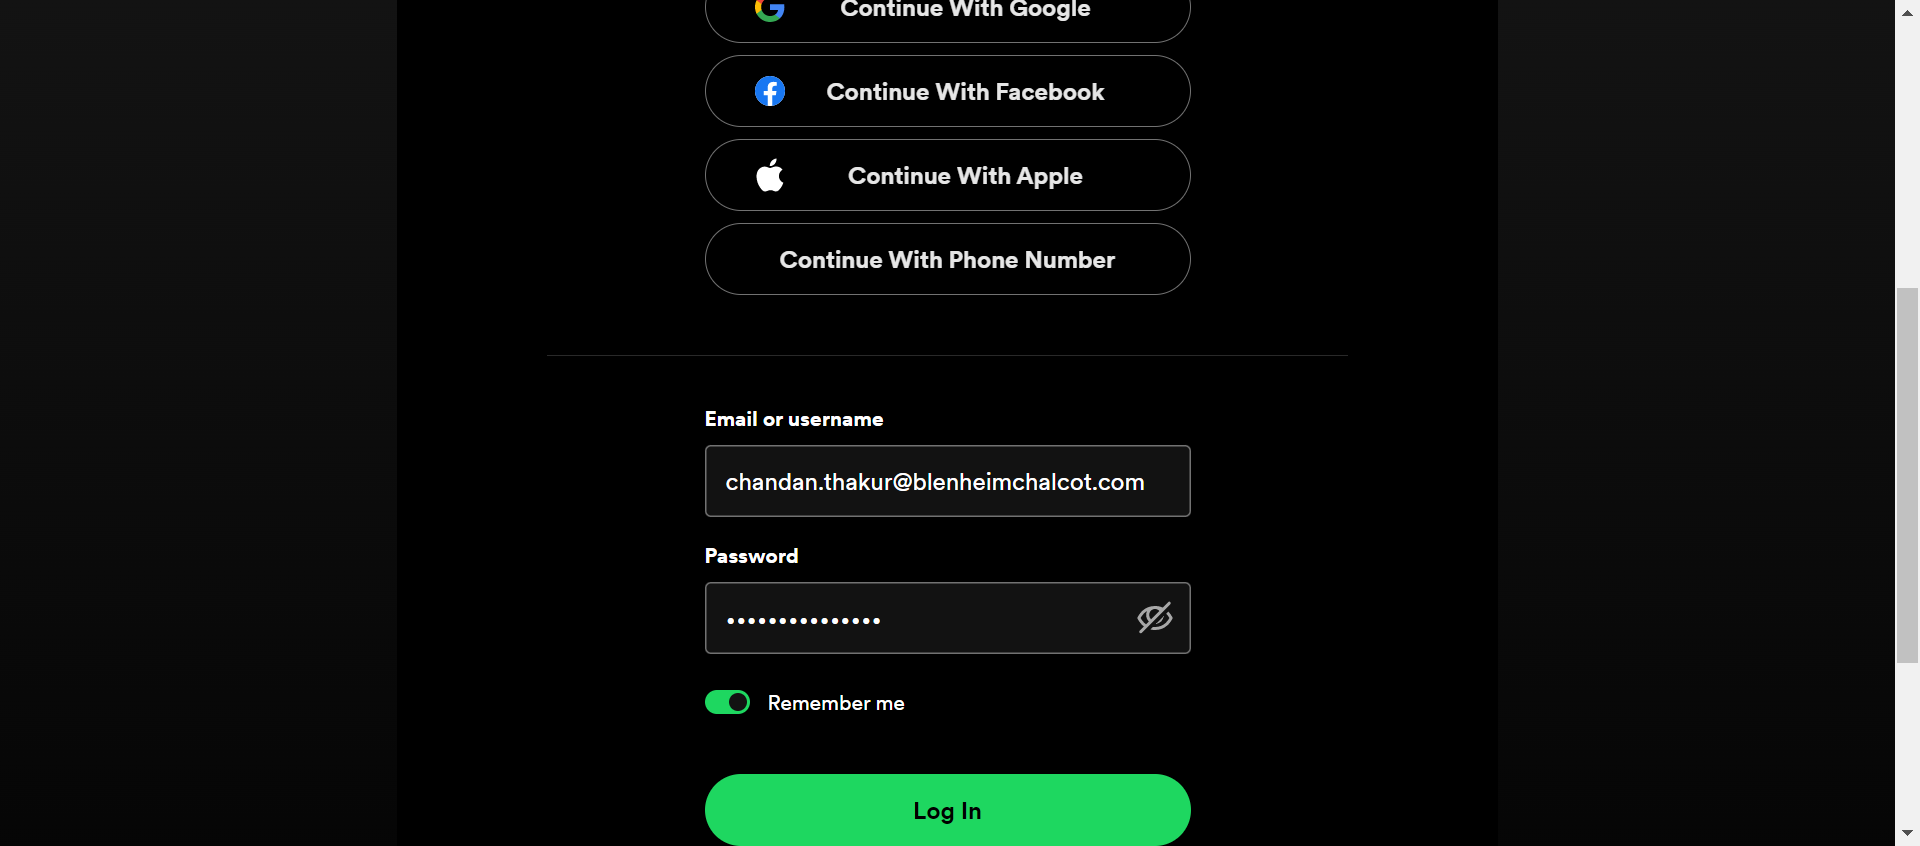 Continue With Google
Continue With Facebook
Continue With Apple
Continue With Phone Number
Email or username
chandan.thakur@blenheimchalcot.com
Password
•••••••••••••••
Remember me
Log In